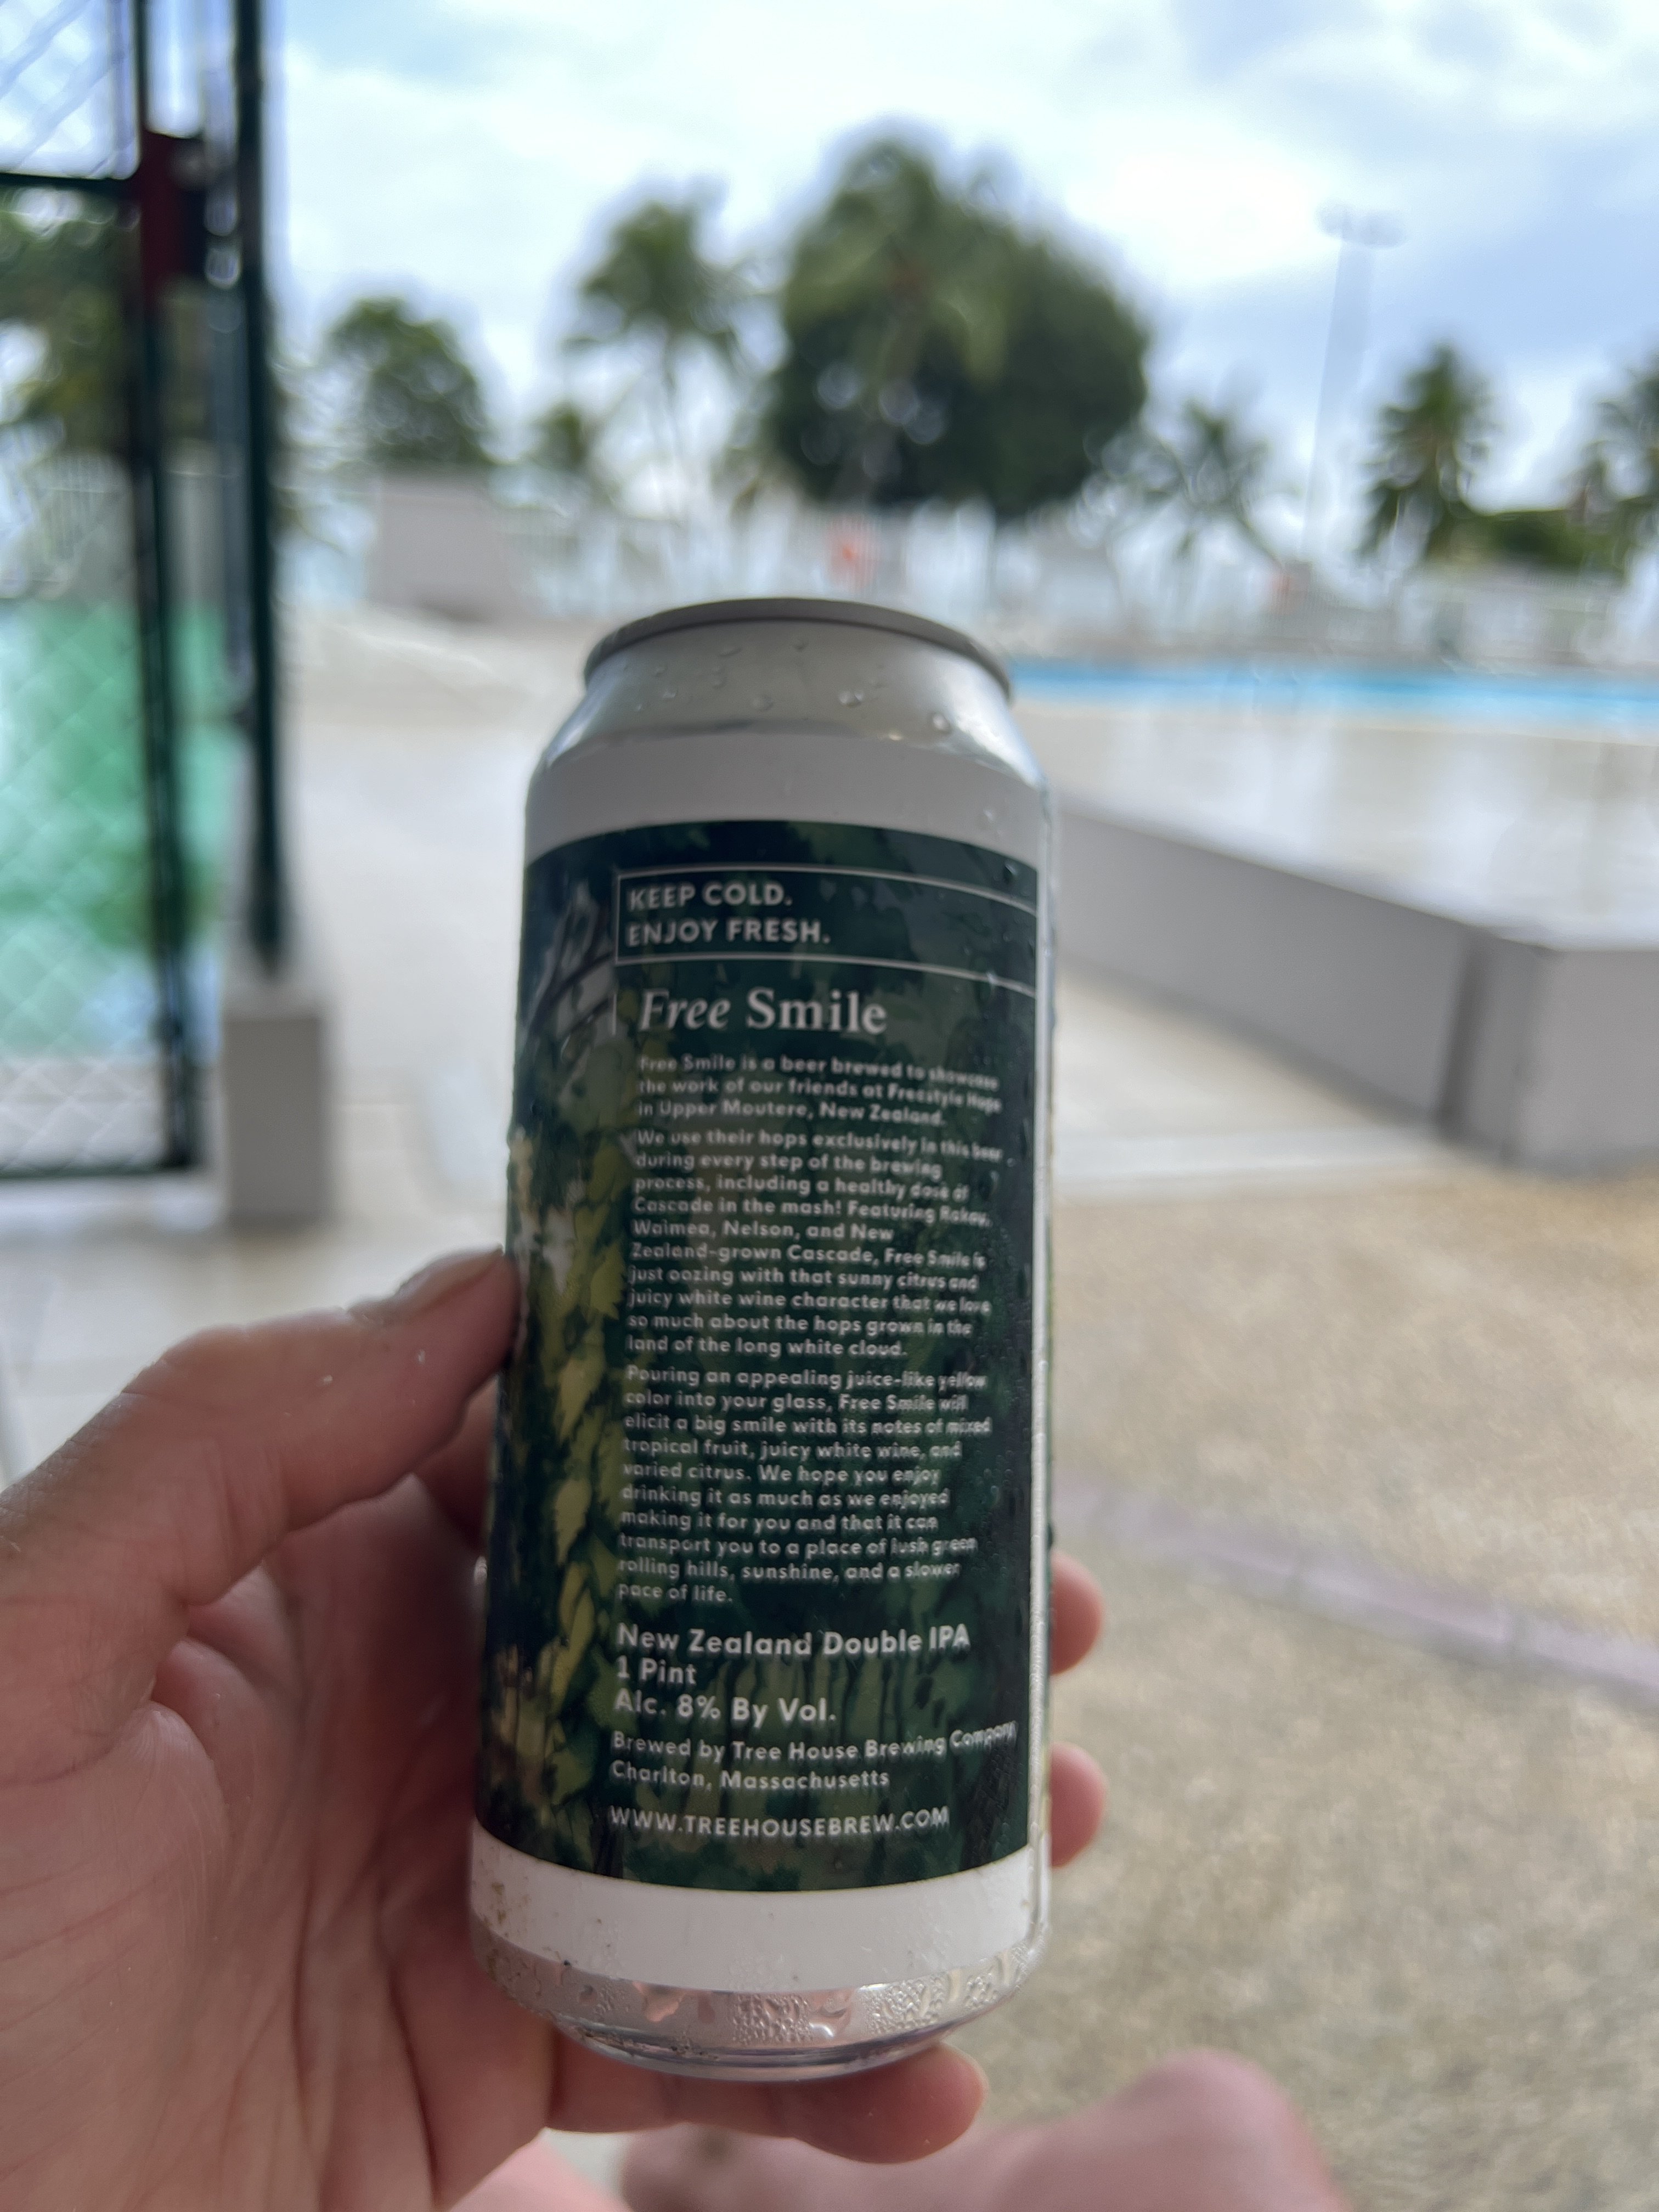 KEEP COLD.
ENJOY FRESH.
Free Smile
Free Smile is a beer brewed to showcase
the work of our friends at Freestyle Hops
in Upper Moutere, New Zealand.
We use their hops exclusively in this beer
during every step of the brewing
process, including a healthy dose of
Cascade in the mash! Featuring Rakau,
Waimea, Nelson, and New
Zealand-grown Cascade, Free Smile is
just oozing with that sunny citrus and
juicy white wine character that we love
so much about the hops grown in the
land of the long white cloud.
Pouring an appealing juice-like yellow
color into your glass, Free Smile will
elicit a big smile with its notes of mixed
tropical fruit, juicy white wine, and
varied citrus. We hope you enjoy
drinking it as much as we enjoyed
making it for you and that it can
transport you to a place of lush green
rolling hills, sunshine, and a slower
pace of life.
New Zealand Double IPA
1 Pint
Alc. 8% By Vol.
Brewed by Tree House Brewing Company
Charlton, Massachusetts
WWW.TREEHOUSEBREW.COM